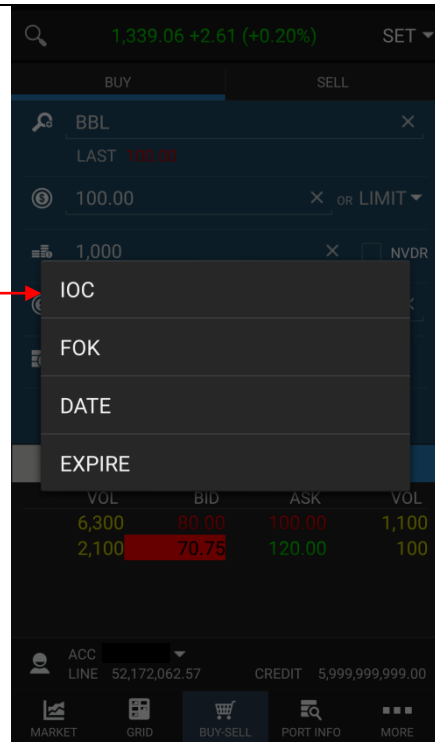 1,339.06 +2.61 (+0.20%) SET
BUY SELL
BBL
LAST 100.00
100.00 OR LIMIT
1,000 NVDR
IOC
FOK
DATE
EXPIRE
VOL BID ASK VOL
6,300 80.00 100.00 1,100
2,100 70.75 120.00 100
ACC
LINE 52,172,062.57 CREDIT 5,999,999,999.00
MARKET GRID BUY-SELL PORT INFO MORE